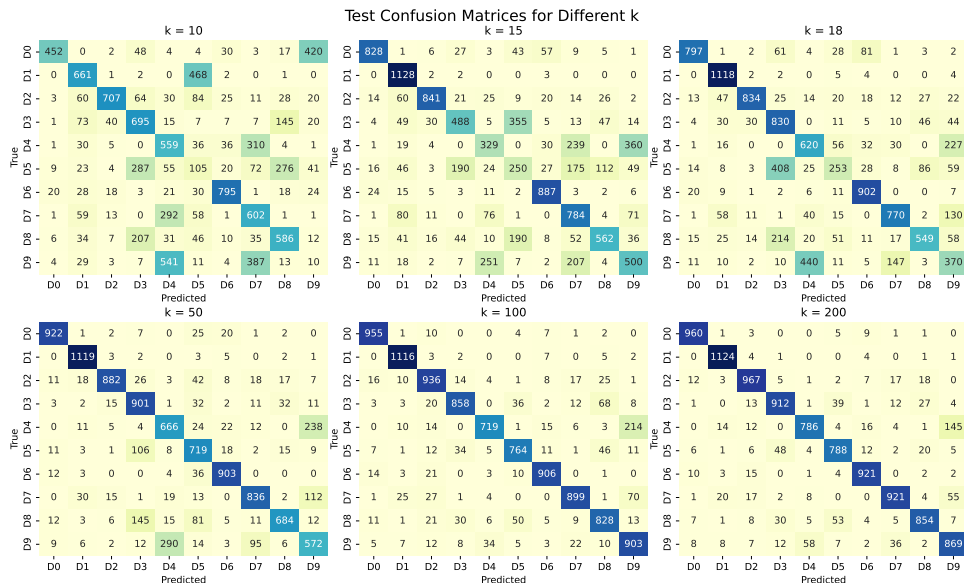 Test Confusion Matrices for Different k
k = 10
D0 452 0 2 48 4 4 30 3 17 420
D1 0 661 1 2 0 468 2 0 1 0
D2 3 60 707 64 30 84 25 11 28 20
D3 1 73 40 695 15 7 7 7 145 20
D4 1 30 5 0 559 36 36 310 4 1
D5 9 23 4 287 55 105 20 72 276 41
D6 20 28 18 3 21 30 795 1 18 24
D7 1 59 13 0 292 58 1 602 1 1
D8 6 34 7 207 31 46 10 35 586 12
D9 4 29 3 7 541 11 4 387 13 10
D0 D1 D2 D3 D4 D5 D6 D7 D8 D9
Predicted
True
k = 15
D0 828 1 6 27 3 43 57 9 5 1
D1 0 1128 2 2 0 0 3 0 0 0
D2 14 60 841 21 25 9 20 14 26 2
D3 4 49 30 488 5 355 5 13 47 14
D4 1 19 4 0 329 30 0 239 0 360
D5 16 46 3 190 24 250 27 175 112 49
D6 24 15 5 3 11 2 887 3 2 6
D7 1 80 11 0 76 1 0 784 4 71
D8 15 41 16 44 10 190 8 52 562 36
D9 11 18 2 7 251 2 7 207 4 500
D0 D1 D2 D3 D4 D5 D6 D7 D8 D9
Predicted
True
k = 18
D0 797 1 2 61 4 28 81 1 3 2
D1 0 1118 2 2 0 5 4 0 0 4
D2 13 47 834 25 14 20 18 12 27 22
D3 4 30 30 830 0 11 5 10 46 44
D4 1 16 0 0 620 56 32 30 0 227
D5 14 8 3 408 25 253 28 8 86 59
D6 20 9 1 2 6 11 902 0 0 7
D7 1 58 11 1 40 15 0 770 2 130
D8 15 25 14 214 20 51 11 17 549 58
D9 11 10 2 10 440 12 5 147 3 370
D0 D1 D2 D3 D4 D5 D6 D7 D8 D9
Predicted
True
k = 50
D0 922 1 2 7 0 25 20 1 2 0
D1 0 1119 3 2 0 3 5 0 2 1
D2 11 18 882 26 3 42 8 18 17 7
D3 3 2 15 901 1 32 2 11 32 11
D4 0 11 5 4 666 24 22 12 0 238
D5 11 3 1 106 8 719 18 2 15 9
D6 12 3 0 0 4 36 903 0 0 0
D7 0 30 15 1 19 13 0 836 2 112
D8 12 3 6 145 15 81 5 11 684 12
D9 9 6 2 12 290 14 3 95 6 572
D0 D1 D2 D3 D4 D5 D6 D7 D8 D9
Predicted
True
k = 100
D0 955 1 10 0 0 4 6 1 2 0
D1 0 1116 3 2 0 0 7 0 5 2 1
D2 16 10 936 14 4 1 8 17 25 1
D3 3 3 20 858 0 36 2 12 68 8
D4 1 14 9 0 719 1 15 6 3 214
D5 7 1 12 34 5 764 11 1 46 11
D6 14 3 21 0 3 10 906 1 0 0
D7 1 25 27 1 4 0 0 899 1 70
D8 11 1 21 30 6 50 5 9 828 13
D9 5 7 12 8 34 5 3 22 10 903
D0 D1 D2 D3 D4 D5 D6 D7 D8 D9
Predicted
True
k = 200
D0 960 1 3 0 0 5 9 1 1 0
D1 0 1124 4 1 0 0 4 0 1 1
D2 12 3 967 5 1 2 7 17 18 0
D3 1 0 13 912 1 39 1 12 27 4
D4 0 14 12 0 786 4 16 4 1 145
D5 6 1 6 48 4 788 12 2 20 5
D6 10 3 15 0 4 2 921 1 0 2
D7 1 20 17 2 8 0 0 921 4 55
D8 7 1 8 30 5 53 4 5 854 7
D9 8 8 7 12 58 7 2 36 2 869
D0 D1 D2 D3 D4 D5 D6 D7 D8 D9
Predicted
True